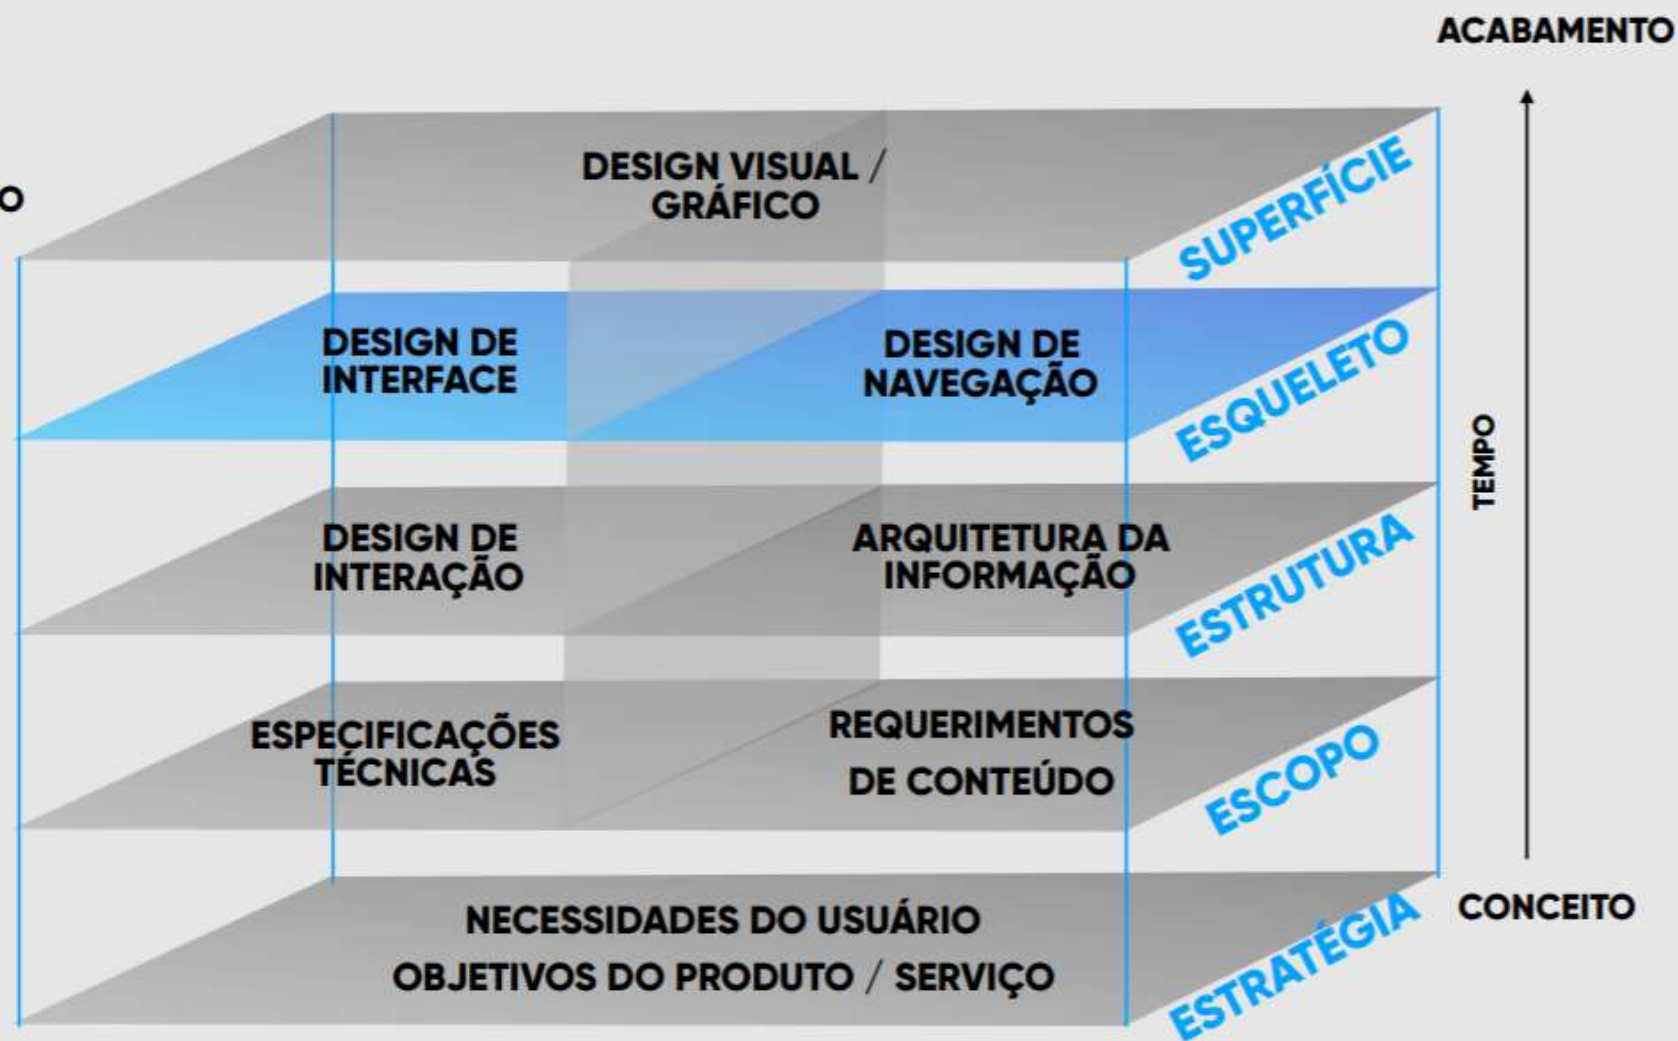 ACABAMENTO
DESIGN VISUAL /
GRÁFICO
SUPERFÍCIE
O
DESIGN DE
INTERFACE
DESIGN DE
NAVEGAÇÃO
ESQUELETO
TEMPO
DESIGN DE
INTERAÇÃO
ARQUITETURA DA
INFORMAÇÃO
ESTRUTURA
ESPECIFICAÇÕES
TÉCNICAS
REQUERIMENTOS
DE CONTEÚDO
ESCOPO
NECESSIDADES DO USUÁRIO
OBJETIVOS DO PRODUTO / SERVIÇO
ESTRATÉGIA
CONCEITO